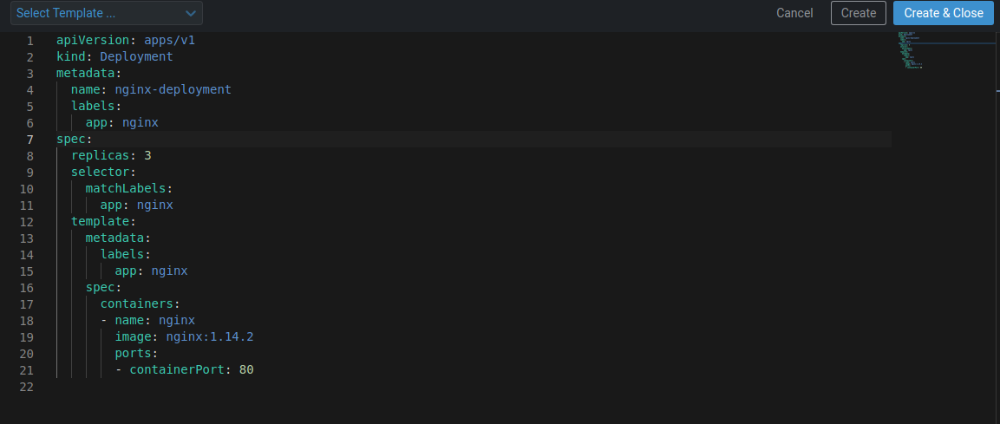 Select Template ... Cancel Create Create & Close
1 apiVersion: apps/v1
2 kind: Deployment
3 metadata:
4   name: nginx-deployment
5   labels:
6     app: nginx
7 spec:
8   replicas: 3
9   selector:
10     matchLabels:
11       app: nginx
12   template:
13     metadata:
14       labels:
15         app: nginx
16     spec:
17       containers:
18       - name: nginx
19         image: nginx:1.14.2
20         ports:
21         - containerPort: 80
22